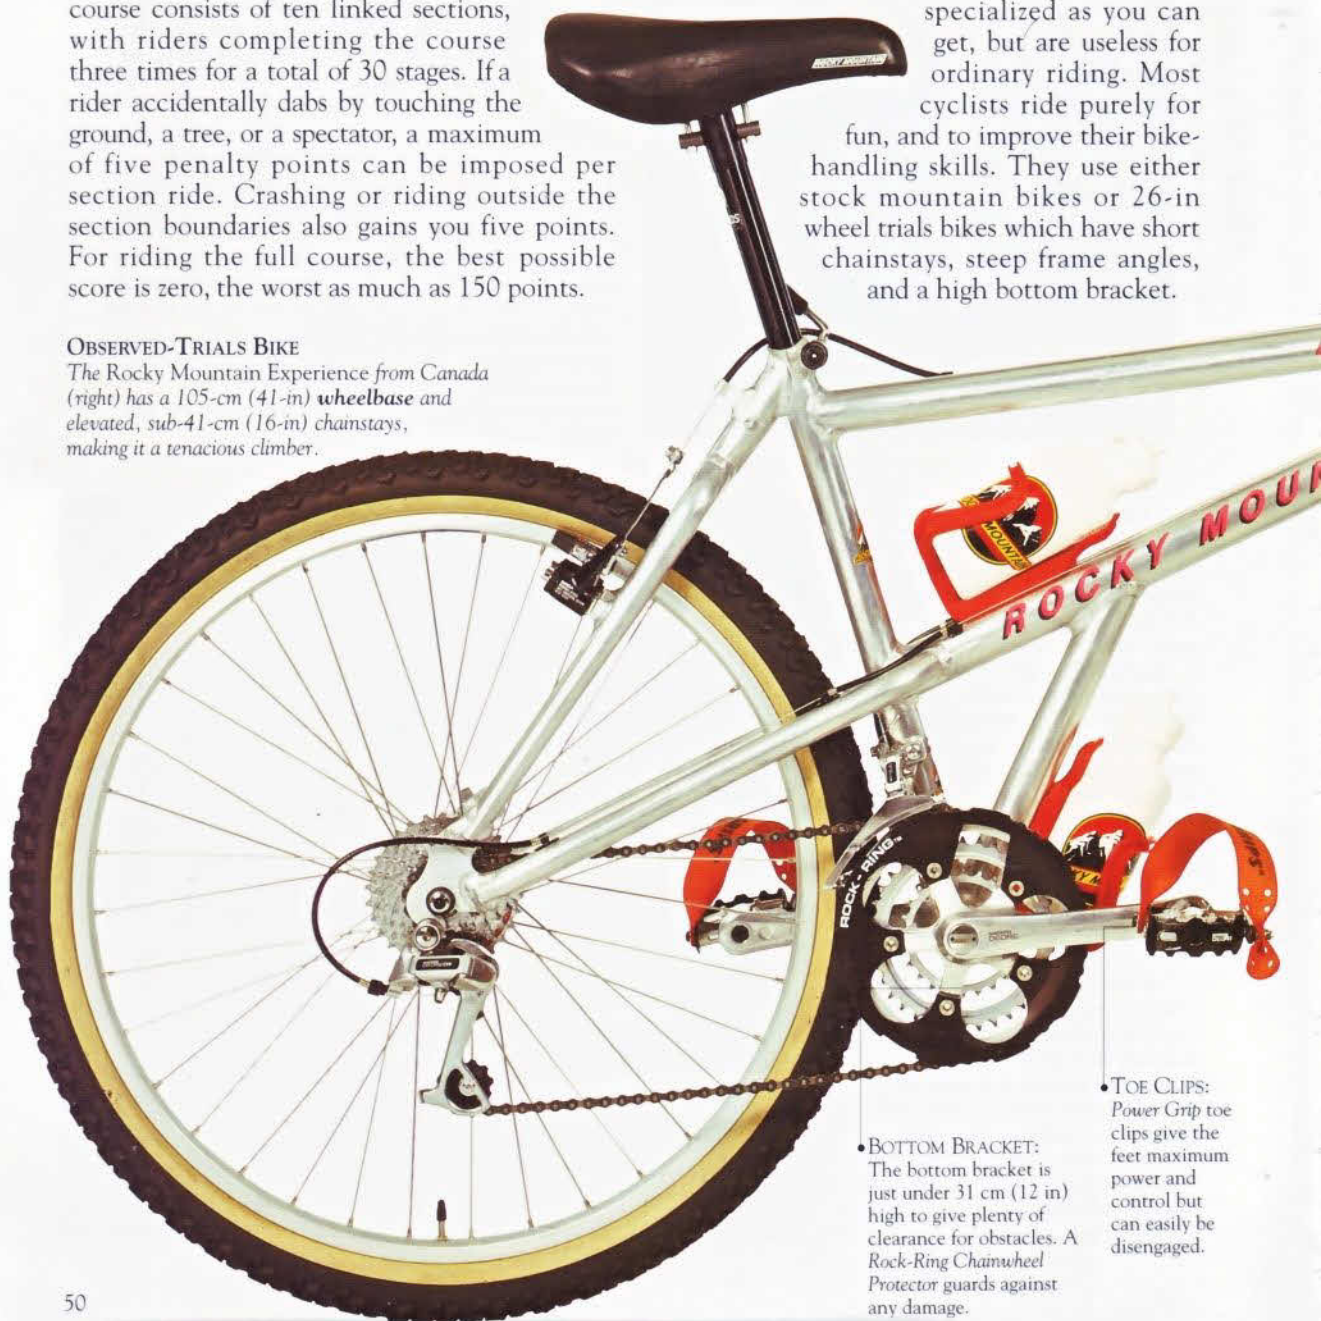 course consists of ten linked sections,
with riders completing the course
three times for a total of 30 stages. If a
rider accidentally dabs by touching the
ground, a tree, or a spectator, a maximum
of five penalty points can be imposed per
section ride. Crashing or riding outside the
section boundaries also gains you five points.
For riding the full course, the best possible
score is zero, the worst as much as 150 points.
specialized as you can
get, but are useless for
ordinary riding. Most
cyclists ride purely for
fun, and to improve their bike-
handling skills. They use either
stock mountain bikes or 26-in
wheel trials bikes which have short
chainstays, steep frame angles,
and a high bottom bracket.
OBSERVED-TRIALS BIKE
The Rocky Mountain Experience from Canada
(right) has a 105-cm (41-in) wheelbase and
elevated, sub-41-cm (16-in) chainstays,
making it a tenacious climber.
ROCKY MOUNTAIN
MOUNTAIN
ROCKY MOUN
ROCK-RING
TOE CLIPS:
Power Grip toe
clips give the
feet maximum
power and
control but
can easily be
disengaged.
BOTTOM BRACKET:
The bottom bracket is
just under 31 cm (12 in)
high to give plenty of
clearance for obstacles. A
Rock-Ring Chainwheel
Protector guards against
any damage.
50